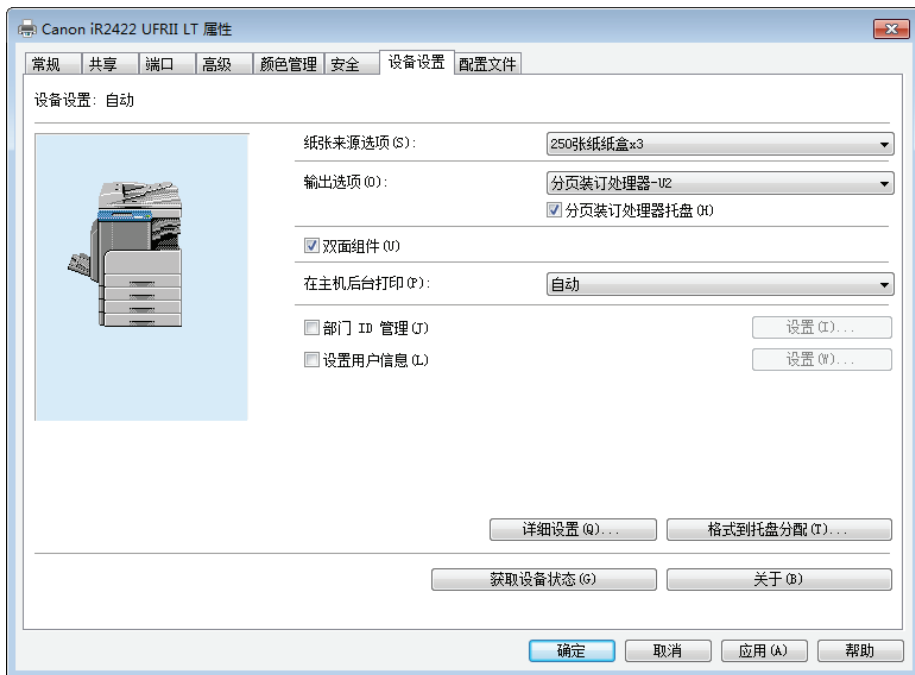 Canon iR2422 UFRII LT 属性
常规 共享 端口 高级 颜色管理 安全 设备设置 配置文件
设备设置: 自动
纸张来源选项(S): 250张纸纸盒x3
输出选项(O): 分页装订处理器-U2
分页装订处理器托盘(H)
双面组件(U)
在主机后台打印(P): 自动
部门 ID 管理(J) 设置(I)...
设置用户信息(L) 设置(W)...
详细设置(Q)... 格式到托盘分配(T)...
获取设备状态(G) 关于(B)
确定 取消 应用(A) 帮助